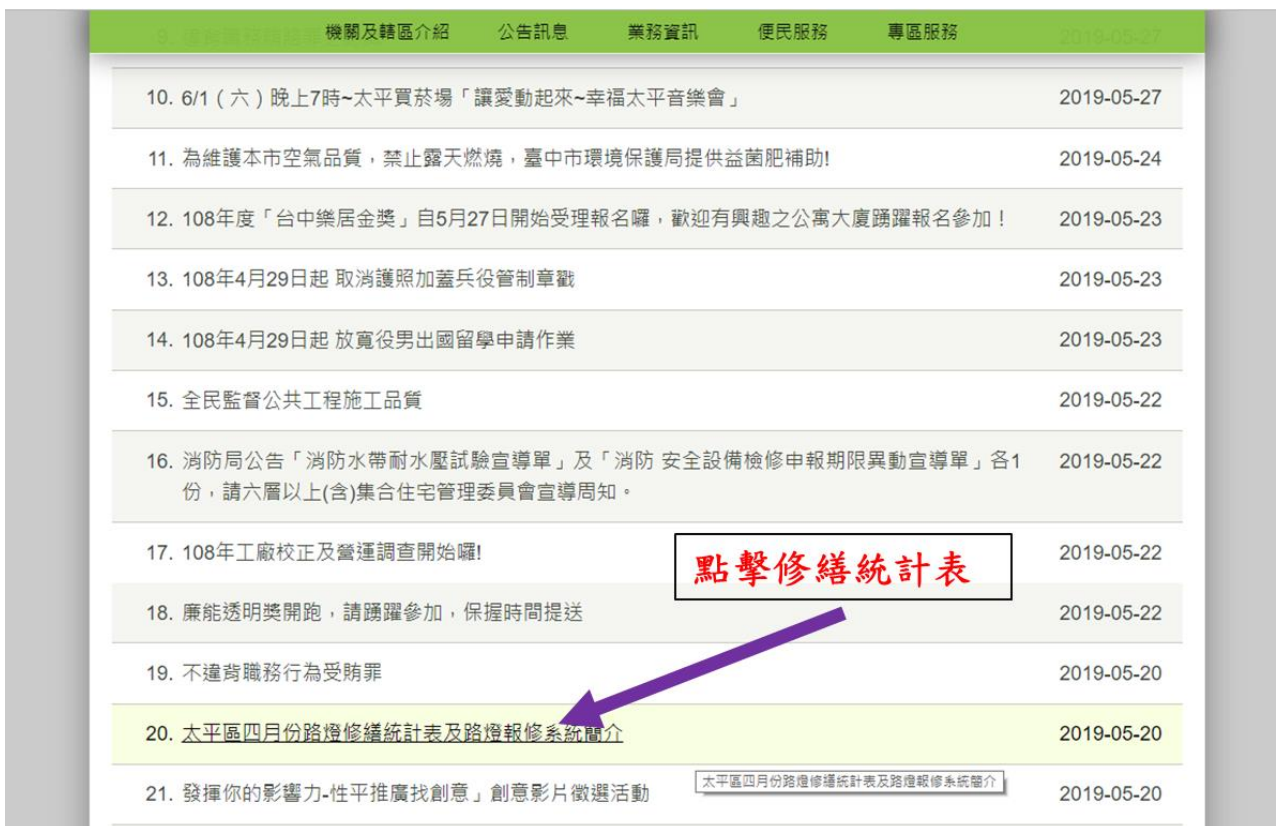 機關及轄區介紹 公告訊息 業務資訊 便民服務 專區服務
2019-05-27
10. 6/1（六）晚上7時~太平買菸場「讓愛動起來~幸福太平音樂會」 2019-05-27
11. 為維護本市空氣品質，禁止露天燃燒，臺中市環境保護局提供益菌肥補助! 2019-05-24
12. 108年度「台中樂居金獎」自5月27日開始受理報名囉，歡迎有興趣之公寓大廈踴躍報名參加！ 2019-05-23
13. 108年4月29日起 取消護照加蓋兵役管制章戳 2019-05-23
14. 108年4月29日起 放寬役男出國留學申請作業 2019-05-23
15. 全民監督公共工程施工品質 2019-05-22
16. 消防局公告「消防水帶耐水壓試驗宣導單」及「消防 安全設備檢修申報期限異動宣導單」各1 2019-05-22
份，請六層以上(含)集合住宅管理委員會宣導周知。
17. 108年工廠校正及營運調查開始囉! 2019-05-22
點擊修繕統計表
18. 廉能透明獎開跑，請踴躍參加，保握時間提送 2019-05-22
19. 不違背職務行為受賄罪 2019-05-20
20. 太平區四月份路燈修繕統計表及路燈報修系統簡介 2019-05-20
太平區四月份路燈修繕統計表及路燈報修系統簡介
21. 發揮你的影響力-性平推廣找創意」創意影片徵選活動 2019-05-20